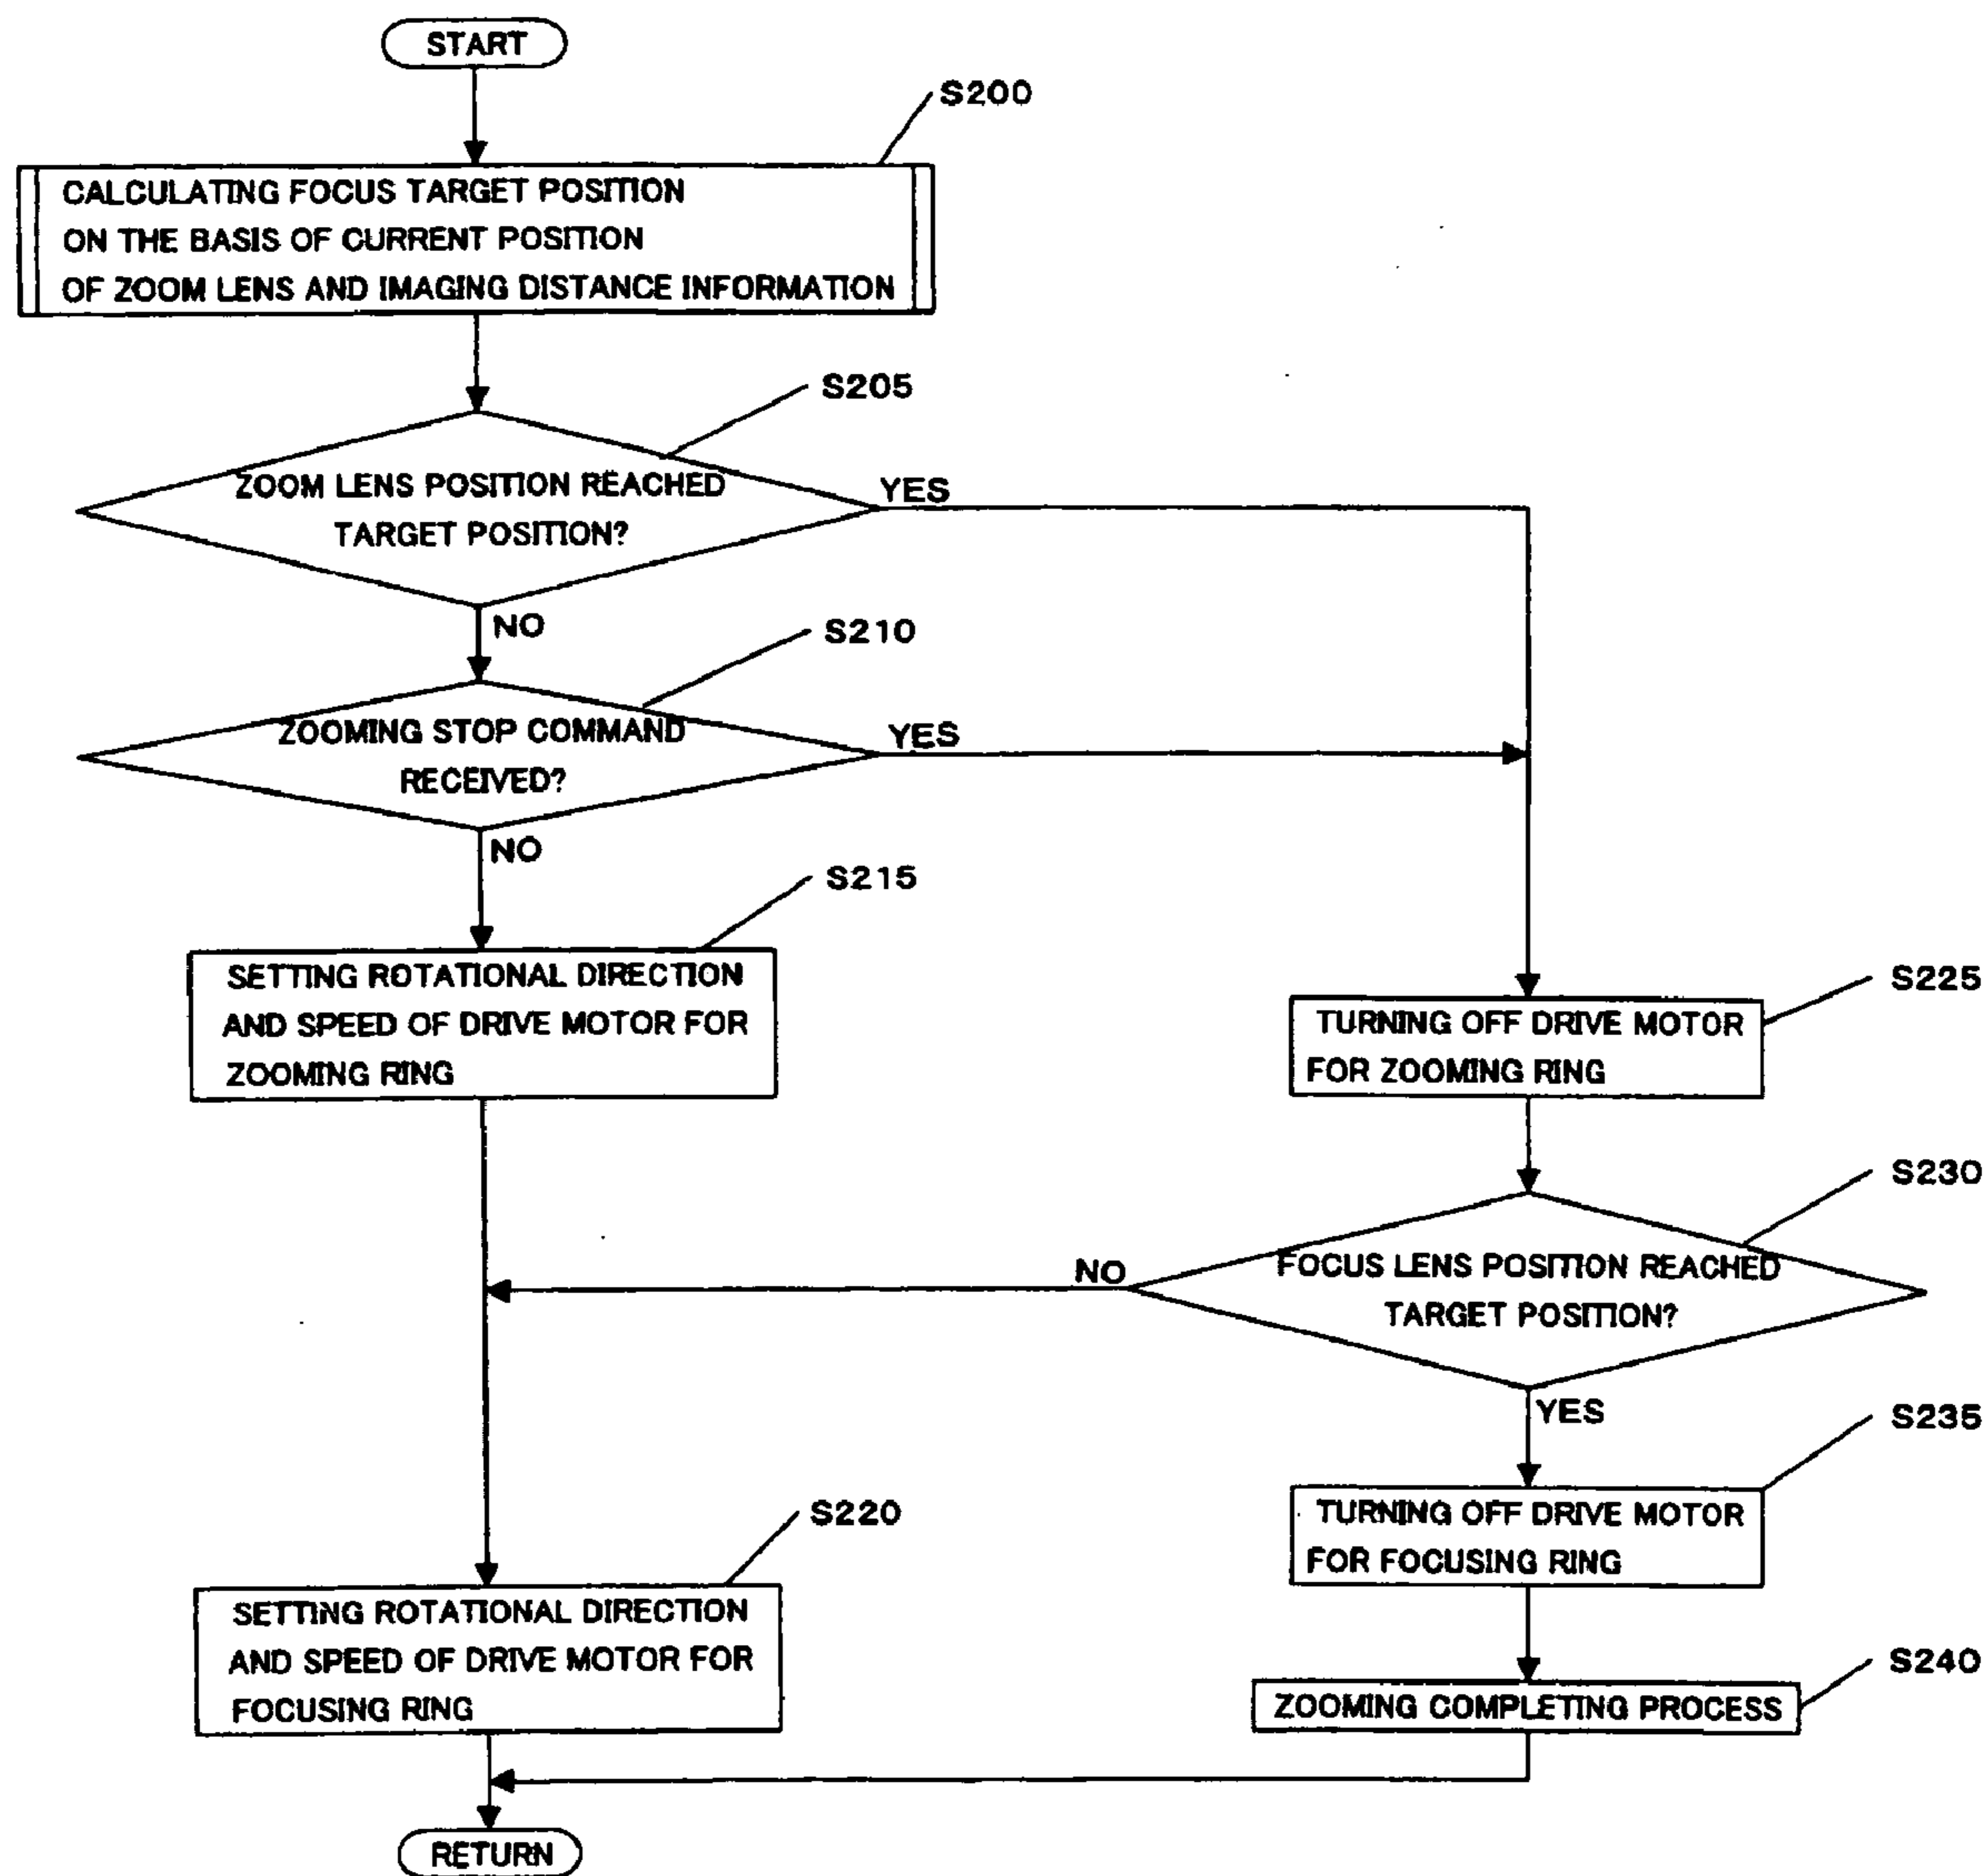 START
S200
CALCULATING FOCUS TARGET POSITION
ON THE BASIS OF CURRENT POSITION
OF ZOOM LENS AND IMAGING DISTANCE INFORMATION
S205
ZOOM LENS POSITION REACHED
TARGET POSITION?
YES
NO
S210
ZOOMING STOP COMMAND
RECEIVED?
YES
NO
S215
SETTING ROTATIONAL DIRECTION
AND SPEED OF DRIVE MOTOR FOR
ZOOMING RING
S225
TURNING OFF DRIVE MOTOR
FOR ZOOMING RING
S230
FOCUS LENS POSITION REACHED
TARGET POSITION?
NO
YES
S235
TURNING OFF DRIVE MOTOR
FOR FOCUSING RING
S220
SETTING ROTATIONAL DIRECTION
AND SPEED OF DRIVE MOTOR FOR
FOCUSING RING
S240
ZOOMING COMPLETING PROCESS
RETURN